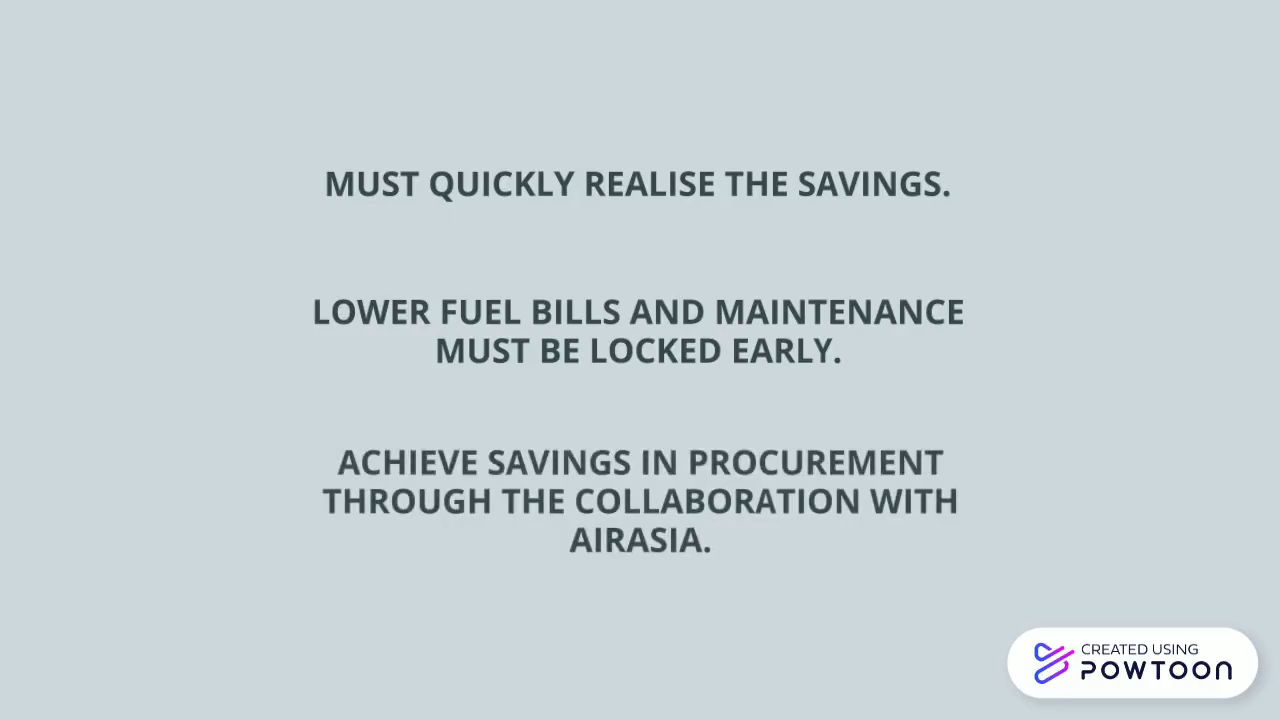 MUST QUICKLY REALISE THE SAVINGS.
LOWER FUEL BILLS AND MAINTENANCE
MUST BE LOCKED EARLY.
ACHIEVE SAVINGS IN PROCUREMENT
THROUGH THE COLLABORATION WITH
AIRASIA.
CREATED USING
POWTOON